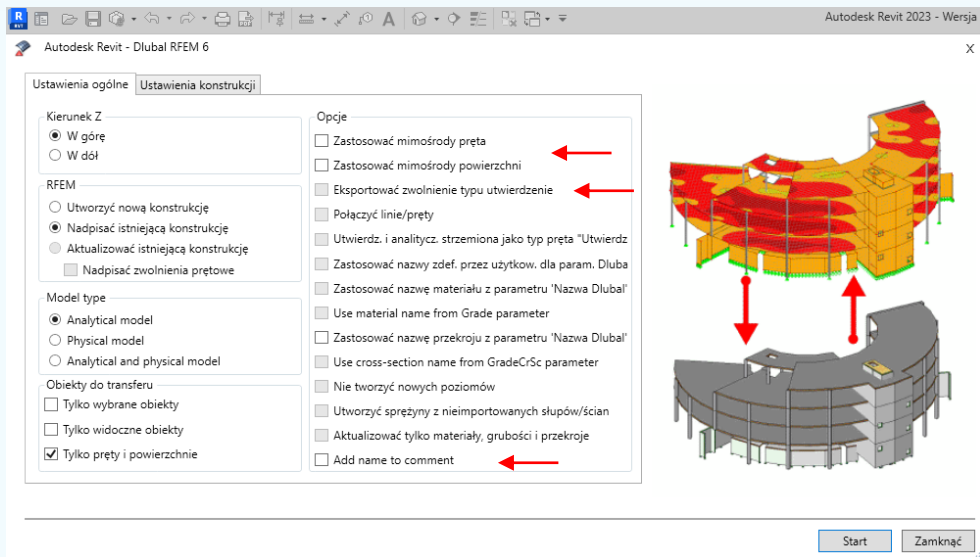 R
RVT
A
Autodesk Revit 2023 - Wersja
Autodesk Revit - Dlubal RFEM 6
X
Ustawienia ogólne
Ustawienia konstrukcji
Kierunek Z
W górę
W dół
RFEM
Utworzyć nową konstrukcję
Nadpisać istniejącą konstrukcję
Aktualizować istniejącą konstrukcję
Nadpisać zwolnienia prętowe
Model type
Analytical model
Physical model
Analytical and physical model
Obiekty do transferu
Tylko wybrane obiekty
Tylko widoczne obiekty
Tylko pręty i powierzchnie
Opcje
Zastosować mimośrody pręta
Zastosować mimośrody powierzchni
Eksportować zwolnienie typu utwierdzenie
Połączyć linie/pręty
Utwierdz. i analitycz. strzemiona jako typ pręta "Utwierdz
Zastosować nazwy zdef. przez użytkow. dla param. Dluba
Zastosować nazwę materiału z parametru 'Nazwa Dlubal'
Use material name from Grade parameter
Zastosować nazwę przekroju z parametru 'Nazwa Dlubal'
Use cross-section name from GradeCrSc parameter
Nie tworzyć nowych poziomów
Utworzyć sprężyny z nieimportowanych słupów/ścian
Aktualizować tylko materiały, grubości i przekroje
Add name to comment
Start
Zamknąć